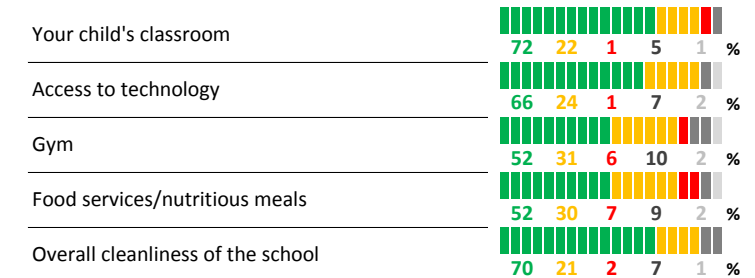 Your child's classroom
72 22 1 5 1 %
Access to technology
66 24 1 7 2 %
Gym
52 31 6 10 2 %
Food services/nutritious meals
52 30 7 9 2 %
Overall cleanliness of the school
70 21 2 7 1 %